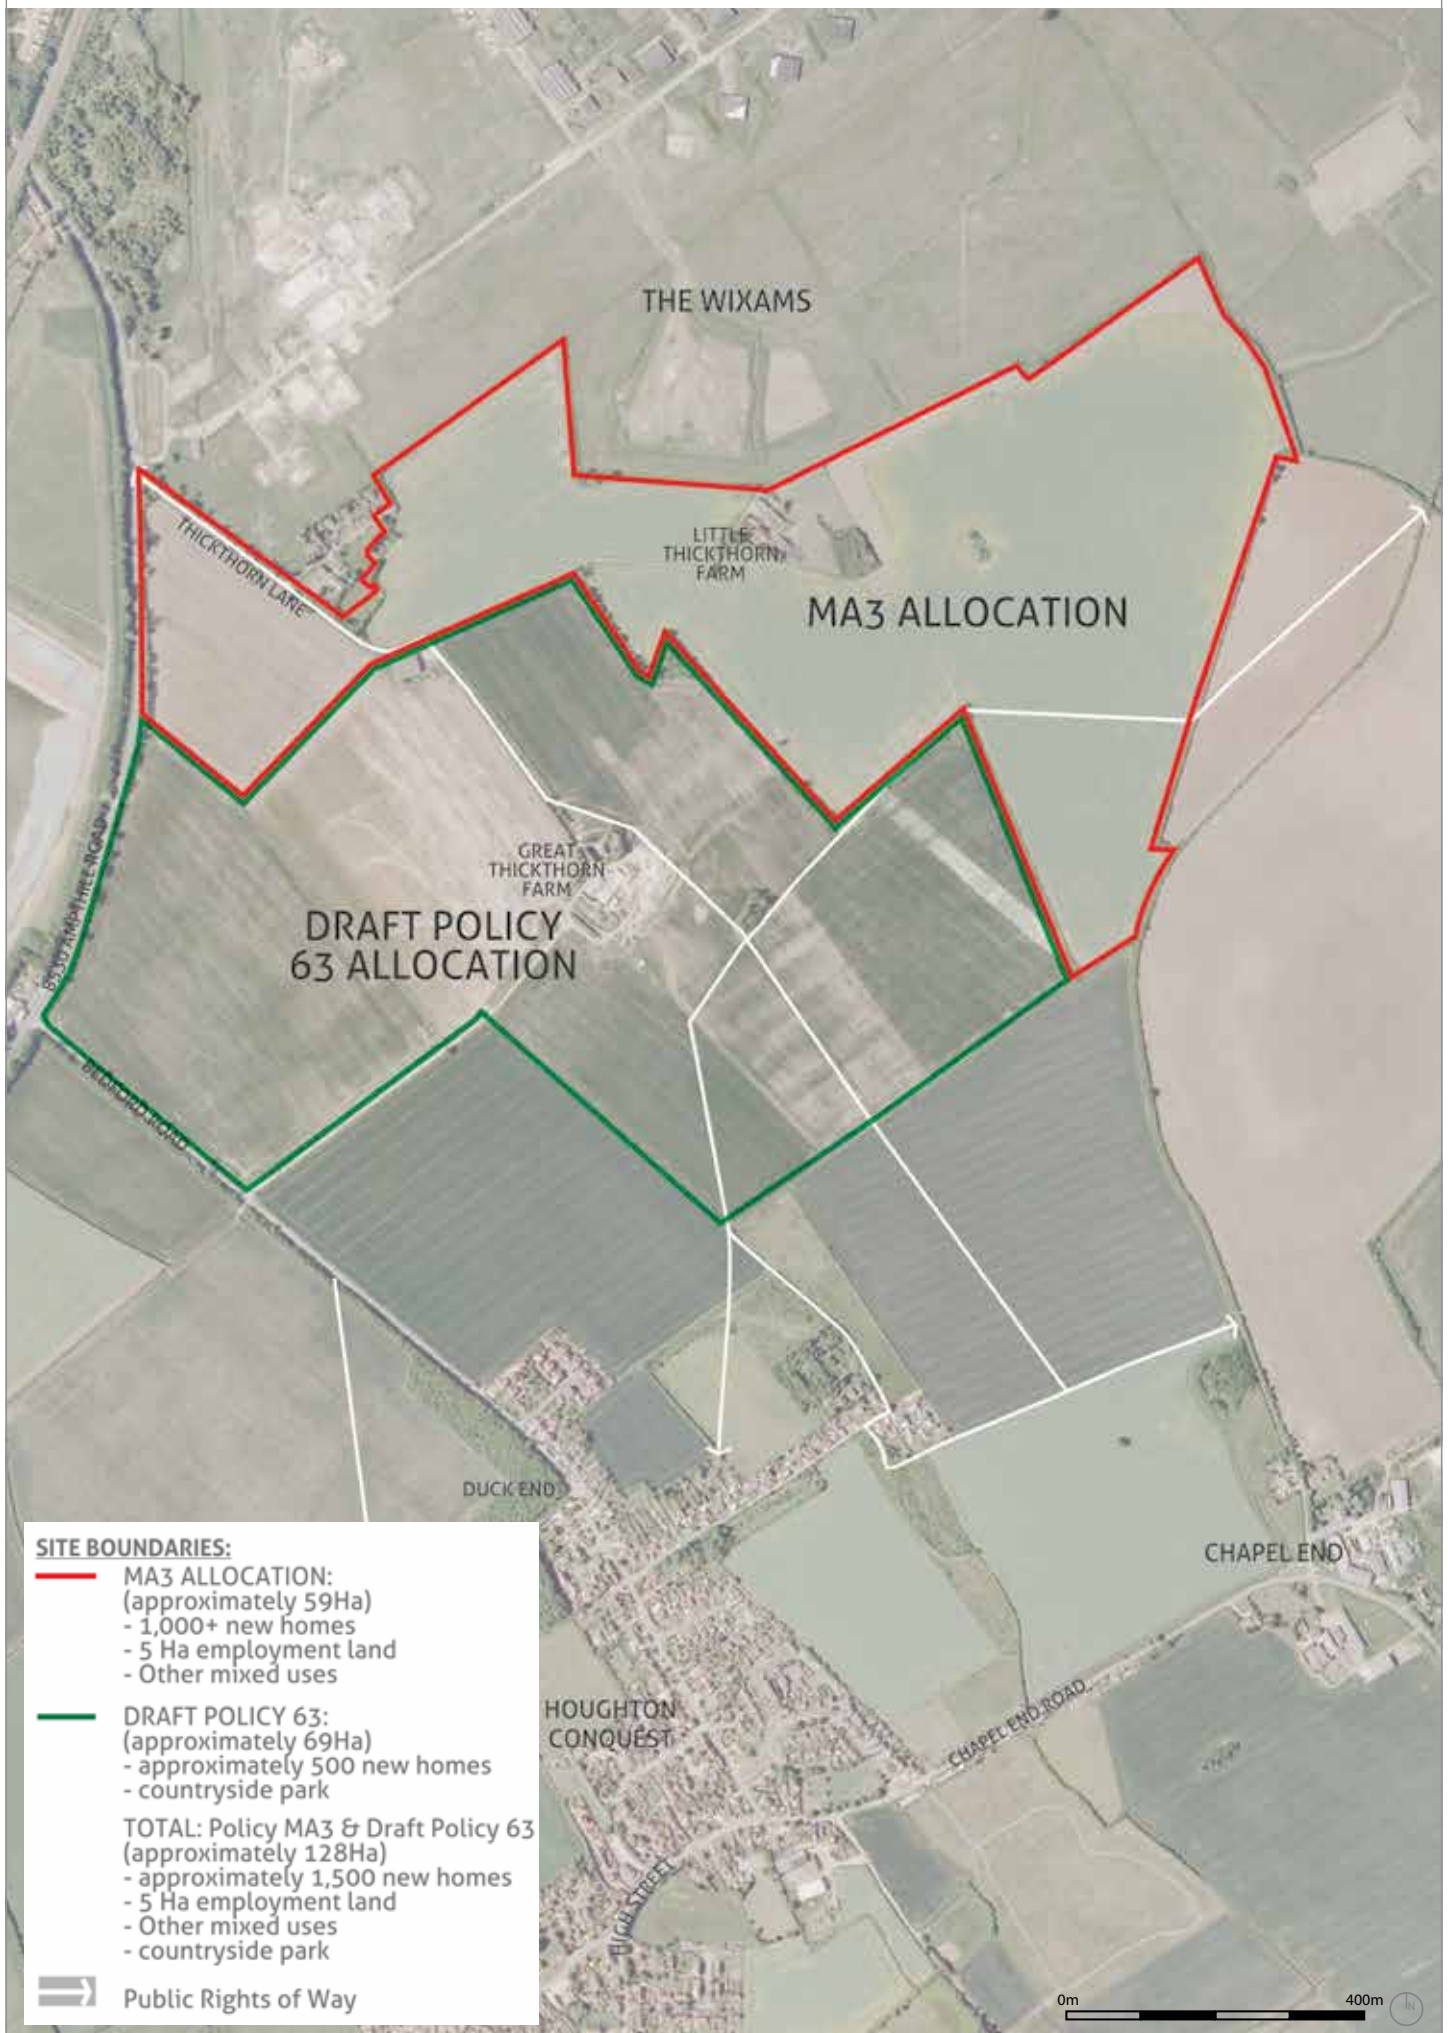 THE WIXAMS
THICKTHORN LANE
LITTLE
THICKTHORN
FARM
MA3 ALLOCATION
GREAT
THICKTHORN
FARM
DRAFT POLICY
63 ALLOCATION
B530 AMPTHILL ROAD
BEDFORD ROAD
DUCK END
CHAPEL END
HOUGHTON
CONQUEST
CHAPEL END ROAD
HIGH STREET
SITE BOUNDARIES:
MA3 ALLOCATION:
(approximately 59Ha)
- 1,000+ new homes
- 5 Ha employment land
- Other mixed uses
DRAFT POLICY 63:
(approximately 69Ha)
- approximately 500 new homes
- countryside park
TOTAL: Policy MA3 & Draft Policy 63
(approximately 128Ha)
- approximately 1,500 new homes
- 5 Ha employment land
- Other mixed uses
- countryside park
Public Rights of Way
0m 400m
N